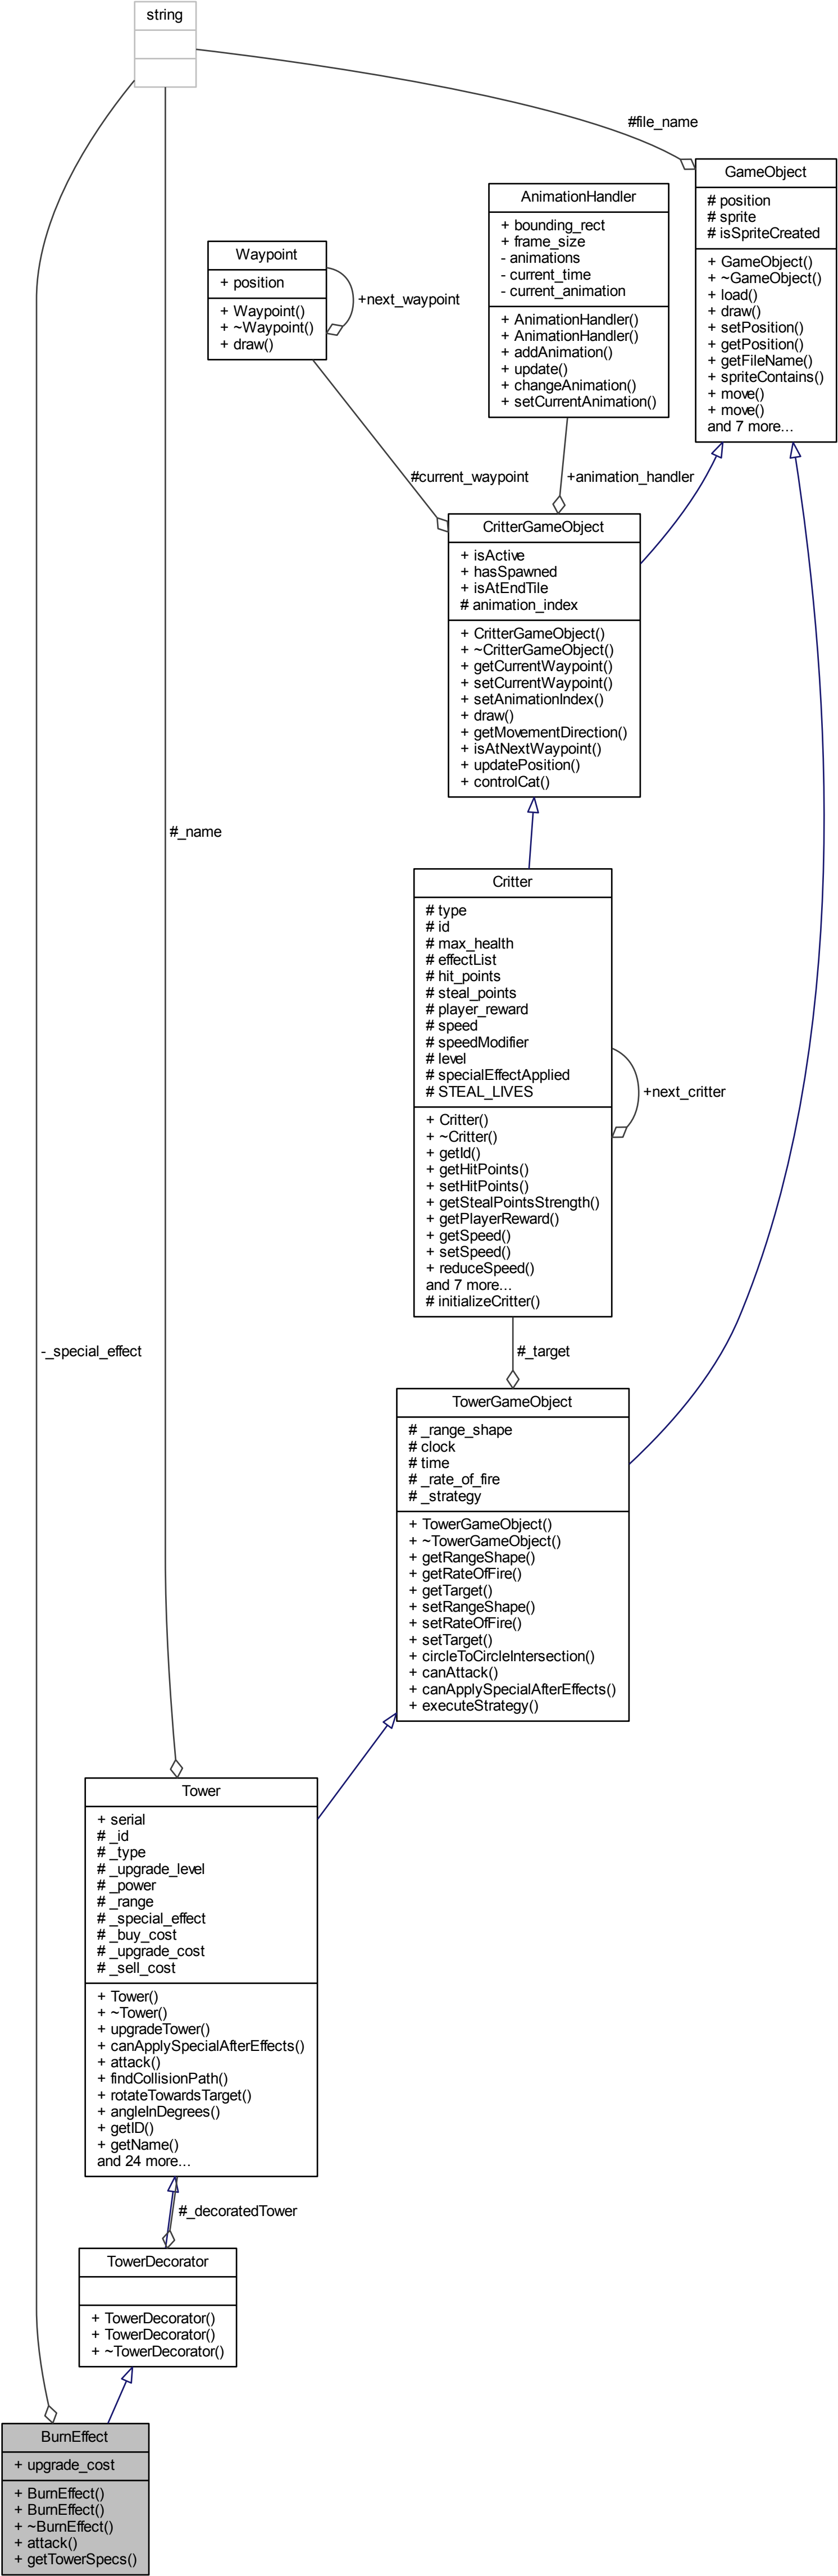 string
#file_name
GameObject
# position
# sprite
# isSpriteCreated
+ GameObject()
+ ~GameObject()
+ load()
+ draw()
+ setPosition()
+ getPosition()
+ getFileName()
+ spriteContains()
+ move()
+ move()
and 7 more...
AnimationHandler
+ bounding_rect
+ frame_size
- animations
- current_time
- current_animation
+ AnimationHandler()
+ AnimationHandler()
+ addAnimation()
+ update()
+ changeAnimation()
+ setCurrentAnimation()
Waypoint
+ position
+ Waypoint()
+ ~Waypoint()
+ draw()
+next_waypoint
#current_waypoint
+animation_handler
CritterGameObject
+ isActive
+ hasSpawned
+ isAtEndTile
# animation_index
+ CritterGameObject()
+ ~CritterGameObject()
+ getCurrentWaypoint()
+ setCurrentWaypoint()
+ setAnimationIndex()
+ draw()
+ getMovementDirection()
+ isAtNextWaypoint()
+ updatePosition()
+ controlCat()
#_name
Critter
# type
# id
# max_health
# effectList
# hit_points
# steal_points
# player_reward
# speed
# speedModifier
# level
# specialEffectApplied
# STEAL_LIVES
+ Critter()
+ ~Critter()
+ getId()
+ getHitPoints()
+ setHitPoints()
+ getStealPointsStrength()
+ getPlayerReward()
+ getSpeed()
+ setSpeed()
+ reduceSpeed()
and 7 more...
# initializeCritter()
+next_critter
-_special_effect
#_target
TowerGameObject
# _range_shape
# clock
# time
# _rate_of_fire
# _strategy
+ TowerGameObject()
+ ~TowerGameObject()
+ getRangeShape()
+ getRateOfFire()
+ getTarget()
+ setRangeShape()
+ setRateOfFire()
+ setTarget()
+ circleToCircleIntersection()
+ canAttack()
+ canApplySpecialAfterEffects()
+ executeStrategy()
Tower
+ serial
# _id
# _type
# _upgrade_level
# _power
# _range
# _special_effect
# _buy_cost
# _upgrade_cost
# _sell_cost
+ Tower()
+ ~Tower()
+ upgradeTower()
+ canApplySpecialAfterEffects()
+ attack()
+ findCollisionPath()
+ rotateTowardsTarget()
+ angleInDegrees()
+ getID()
+ getName()
and 24 more...
#_decoratedTower
TowerDecorator
+ TowerDecorator()
+ TowerDecorator()
+ ~TowerDecorator()
BurnEffect
+ upgrade_cost
+ BurnEffect()
+ BurnEffect()
+ ~BurnEffect()
+ attack()
+ getTowerSpecs()